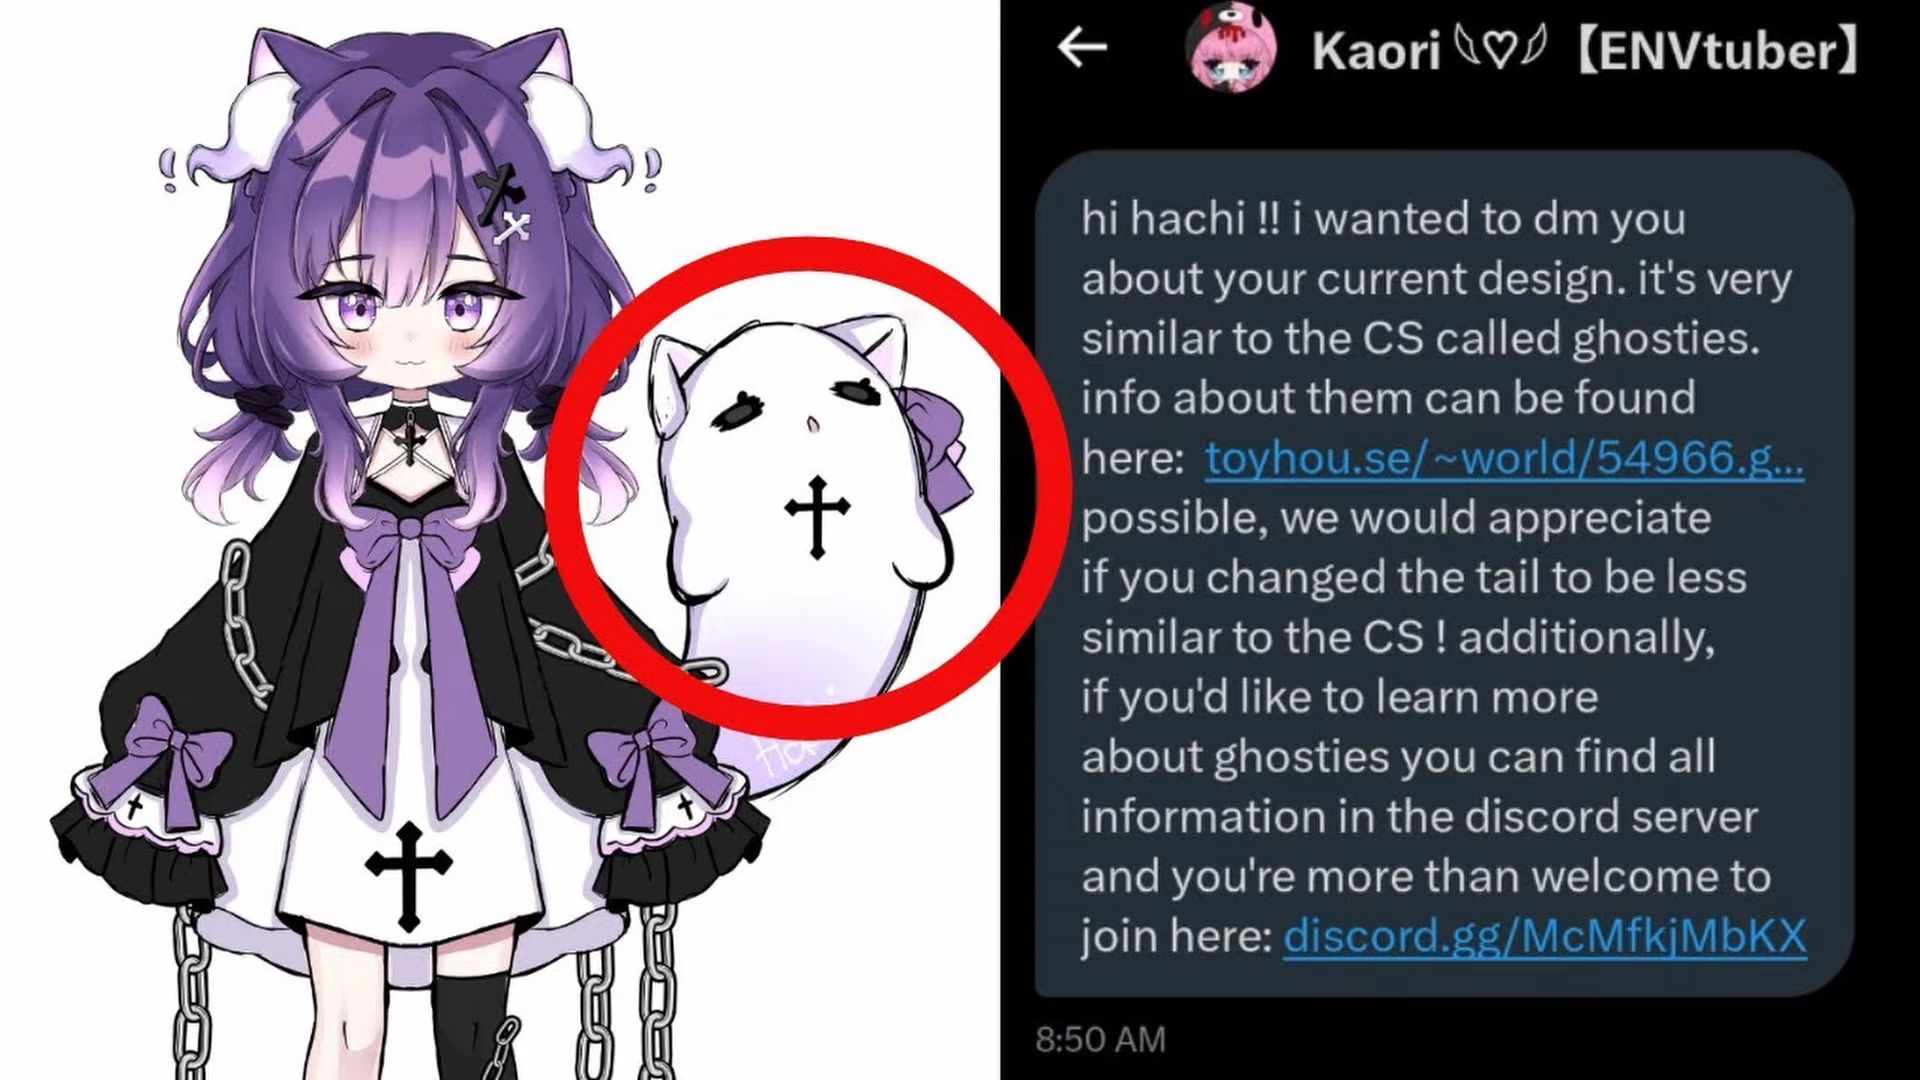 Kaori 【ENVtuber】
hi hachi !! i wanted to dm you
about your current design. it's very
similar to the CS called ghosties.
info about them can be found
here: toyhou.se/~world/54966.g...
possible, we would appreciate
if you changed the tail to be less
similar to the CS ! additionally,
if you'd like to learn more
about ghosties you can find all
information in the discord server
and you're more than welcome to
join here: discord.gg/McMfkjMbKX
8:50 AM